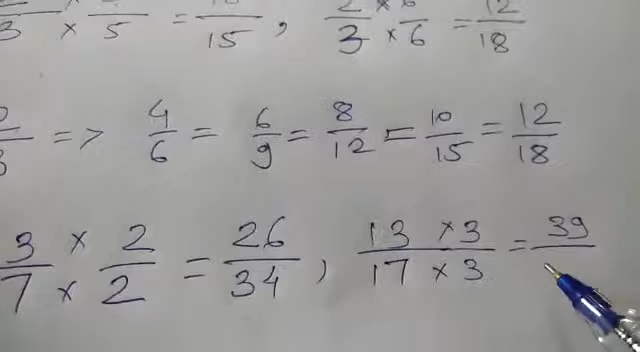 3 × 5 = 15 , 2 × 6 / 3 × 6 = 12/18
=> 4/6 = 6/9 = 8/12 = 10/15 = 12/18
3 × 2 / 7 × 2 = 26/34 , 13 × 3 / 17 × 3 = 39/